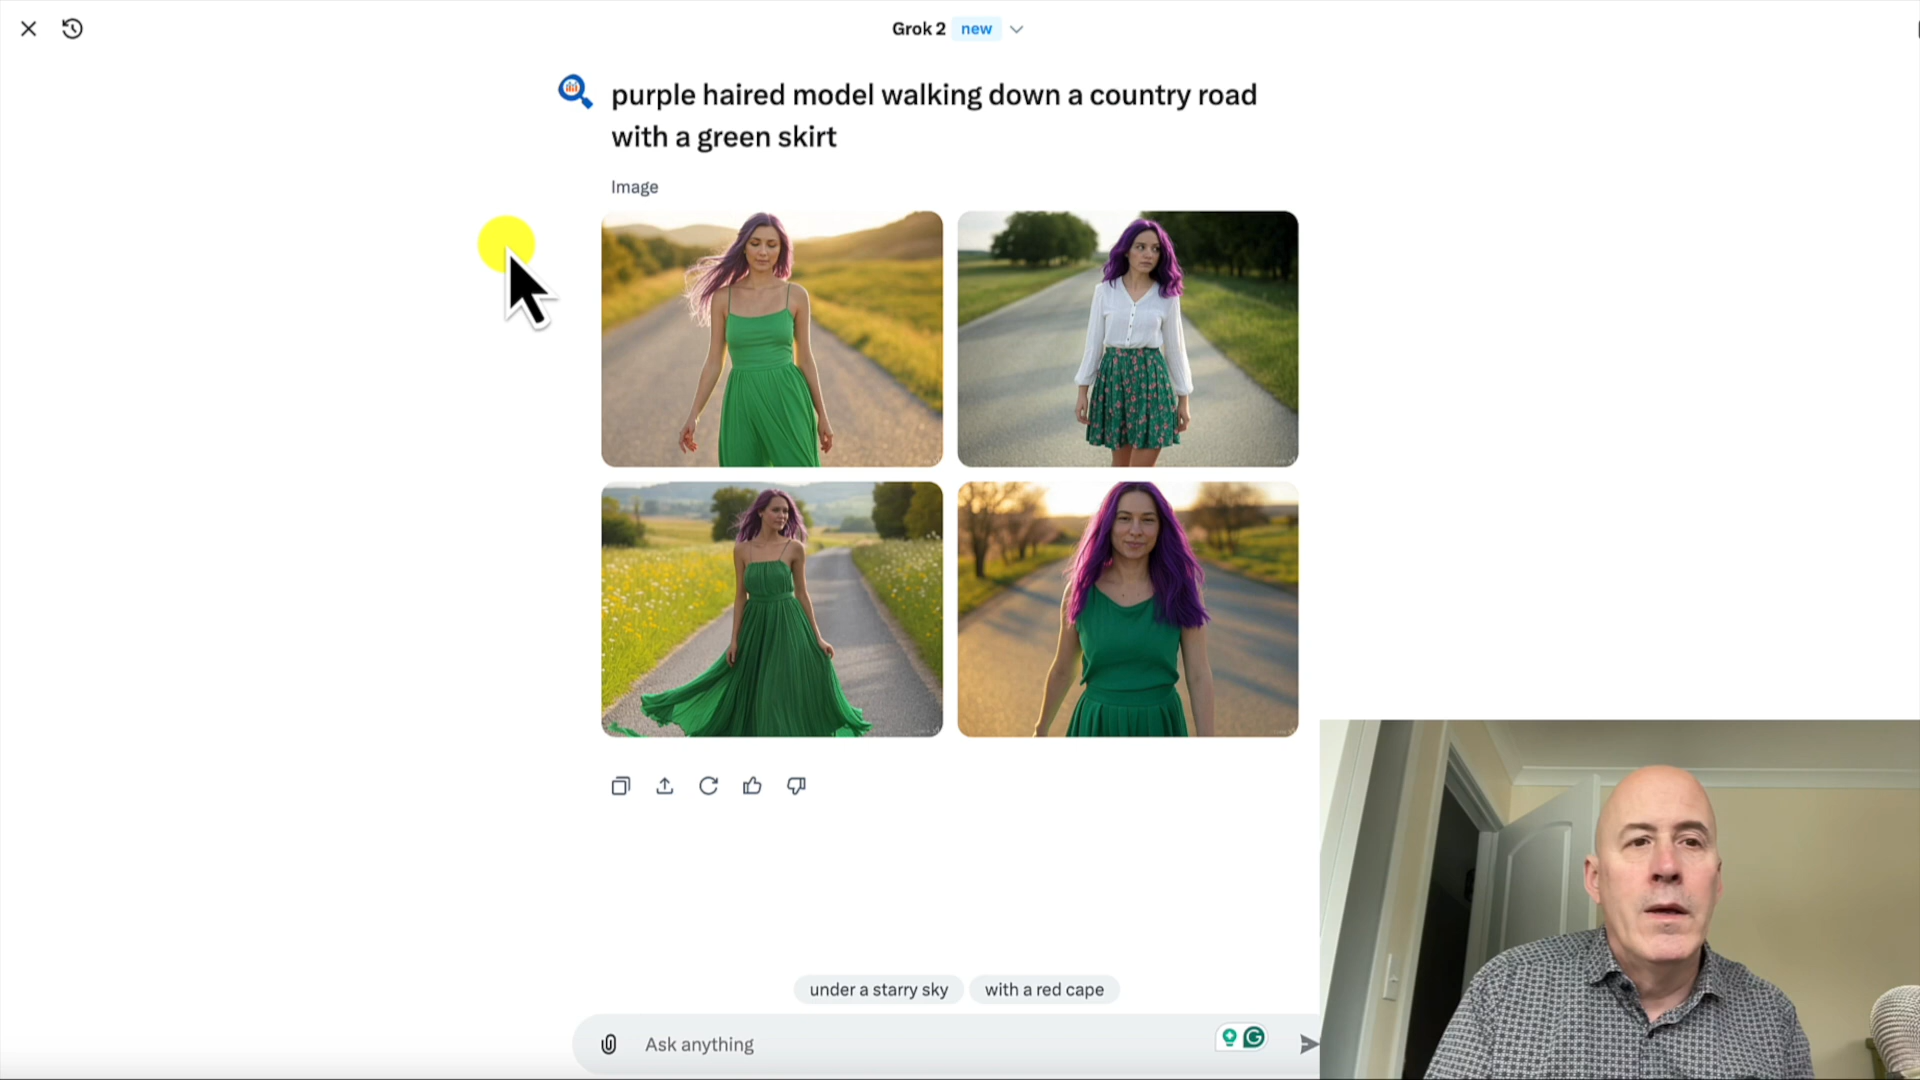 Grok 2 new
purple haired model walking down a country road
with a green skirt
Image
under a starry sky
with a red cape
Ask anything